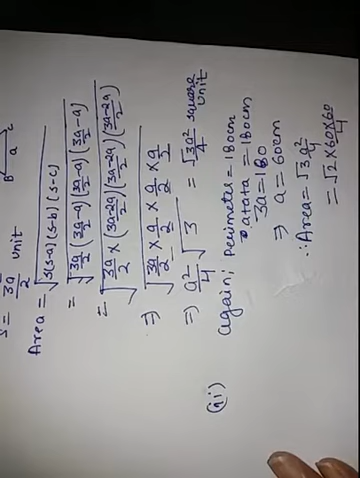 B a C
s = 3a/2 unit
Area = √s(s-a)(s-b)(s-c)
= √3a/2 (3a/2 - a)(3a/2 - a)(3a/2 - a)
= √3a/2 × (3a-2a/2)(3a-2a/2)(3a-2a/2)
⇒ √3a/2 × a/2 × a/2 × a/2
⇒ a²/4 √3 = √3a²/4 square unit
(ii) Again; Perimeter = 180cm
a+a+a = 180cm
3a = 180
⇒ a = 60cm
∴ Area = √3 a²/4
= √2 × 60×60/4